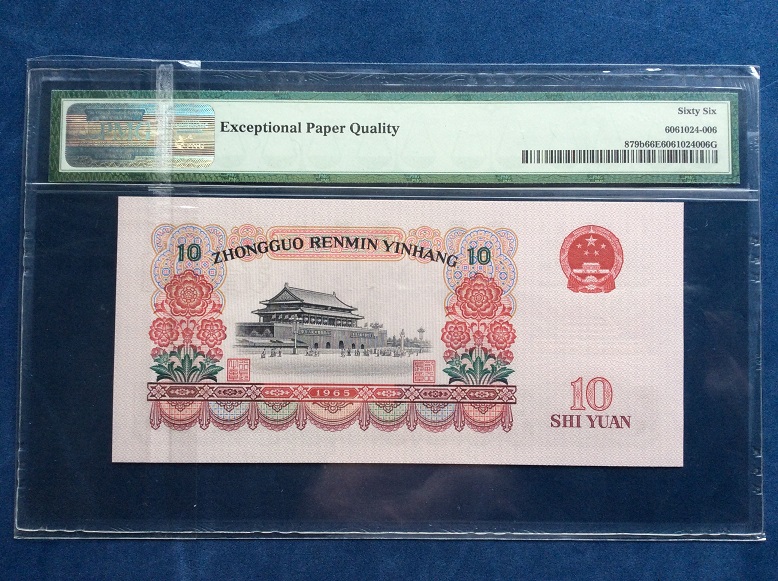 Sixty Six
Exceptional Paper Quality
6061024-006
879b66E6061024006G
10 ZHONGGUO RENMIN YINHANG 10
1965
10
SHI YUAN